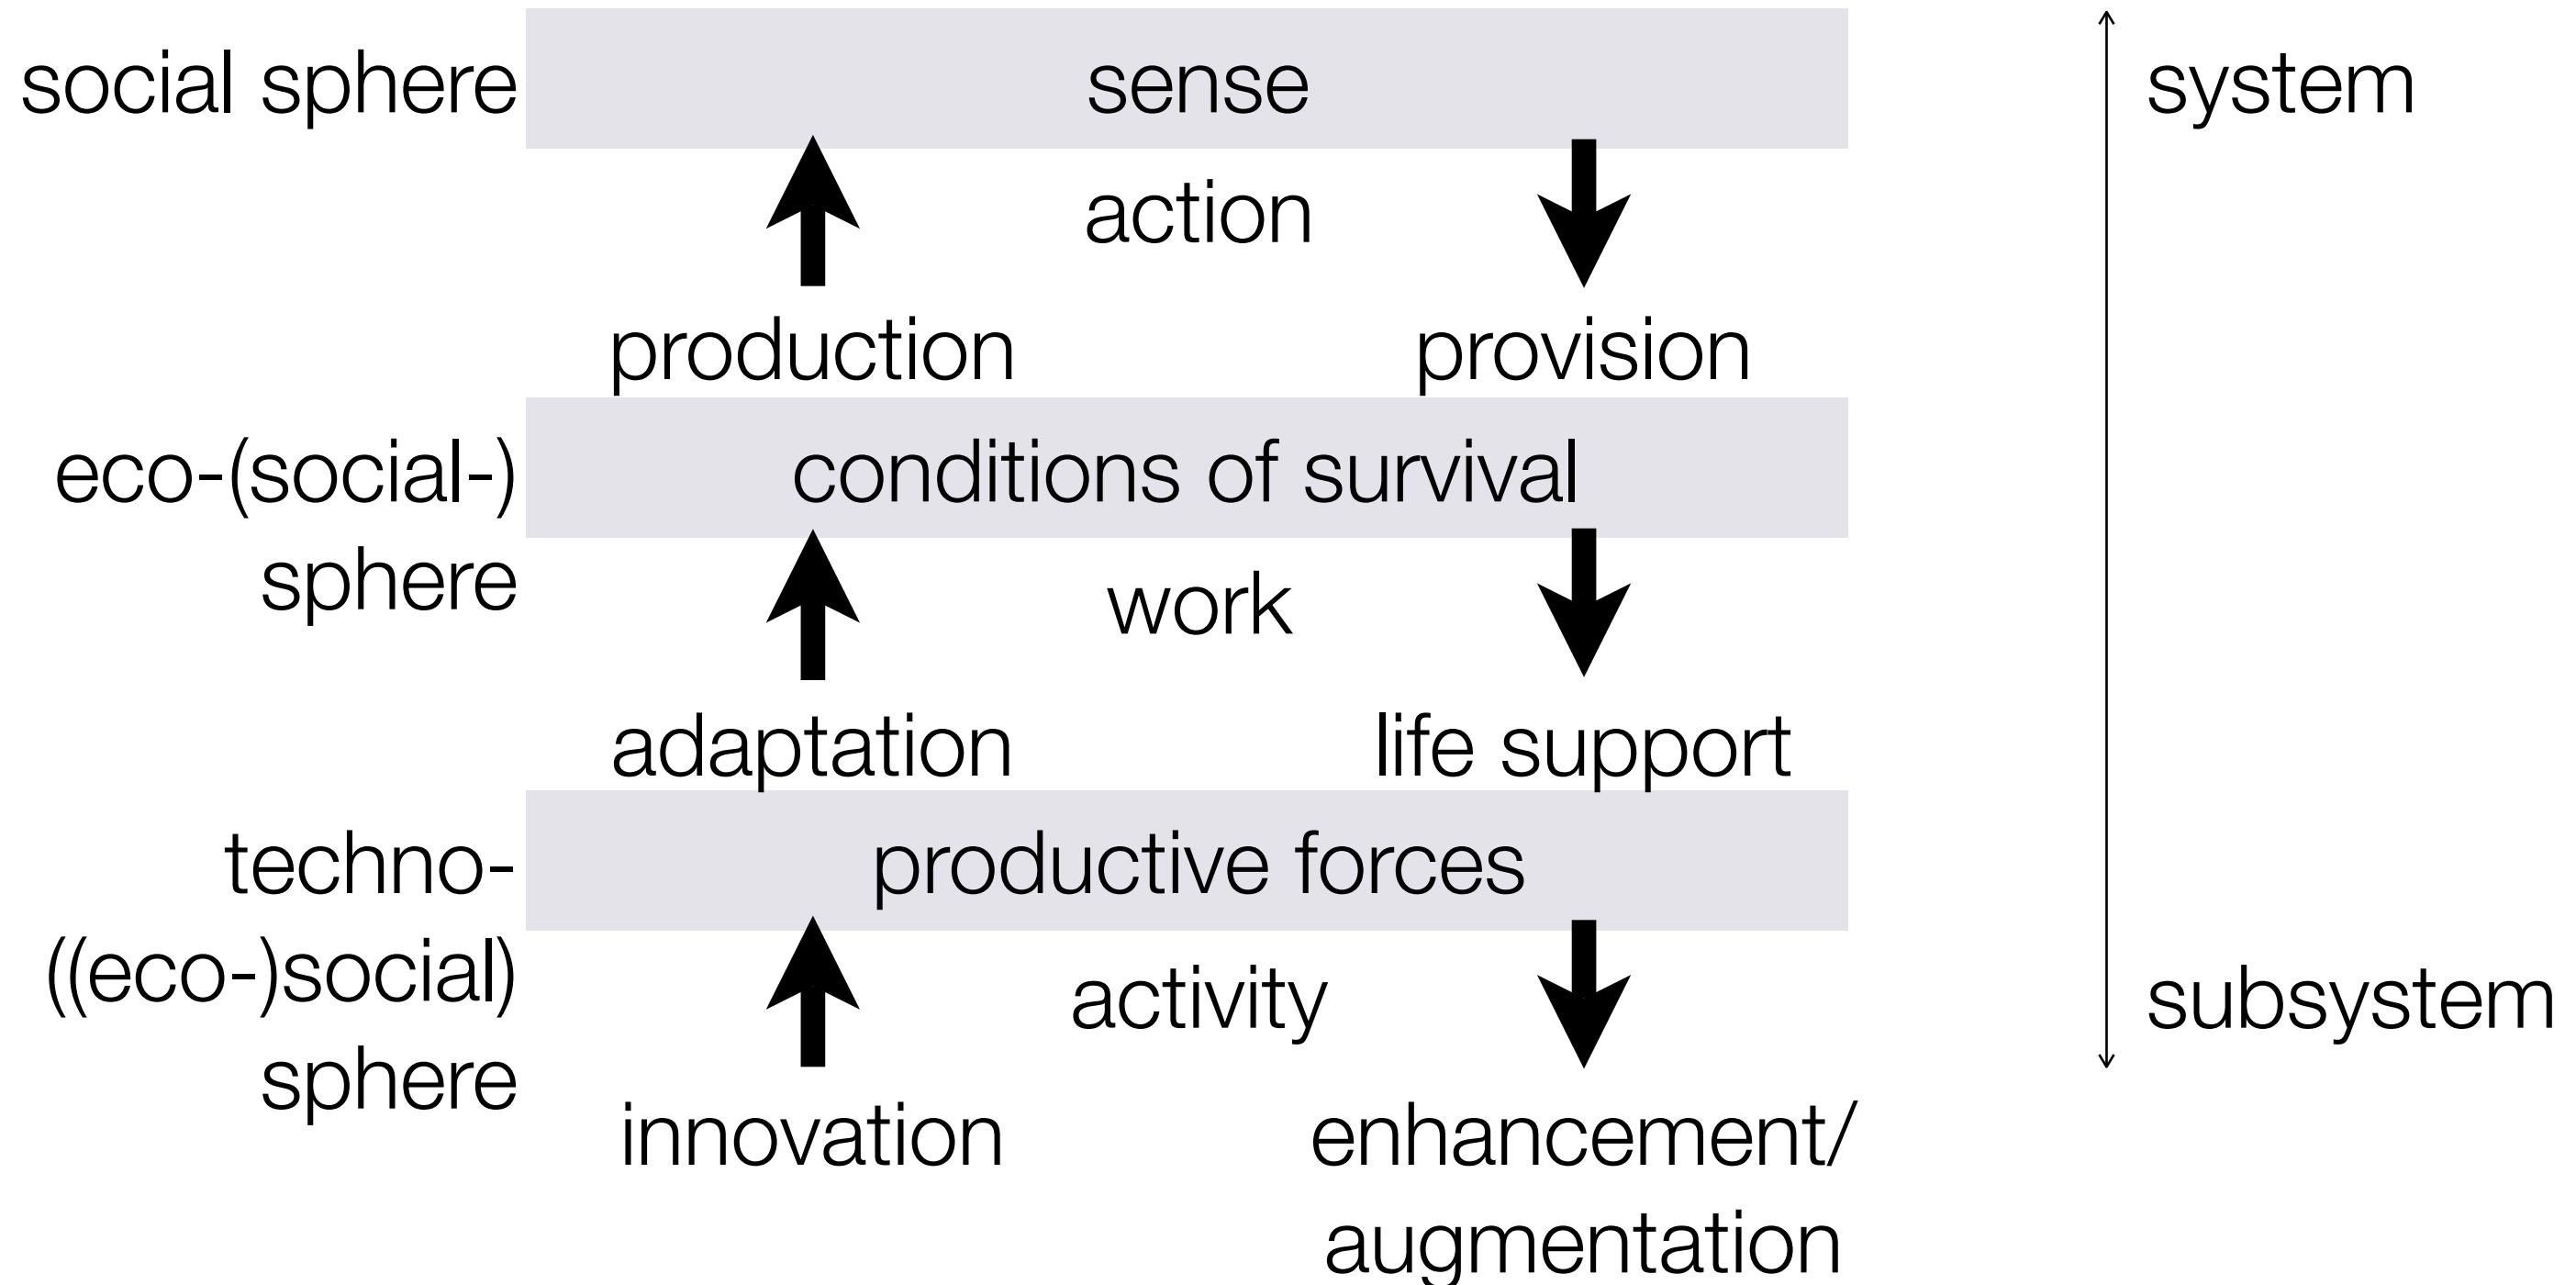 social sphere
sense
system
action
production
provision
eco-(social-)
sphere
conditions of survival
work
adaptation
life support
techno-
((eco-)social)
sphere
productive forces
activity
subsystem
innovation
enhancement/
augmentation